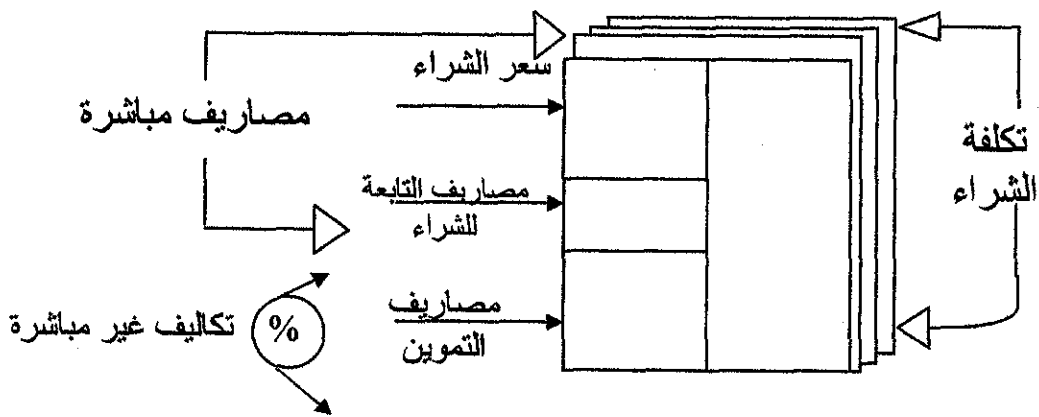 سعر الشراء
مصاريف مباشرة
تكلفة
الشراء
مصاريف التابعة
للشراء
مصاريف
التموين
تكاليف غير مباشرة
%